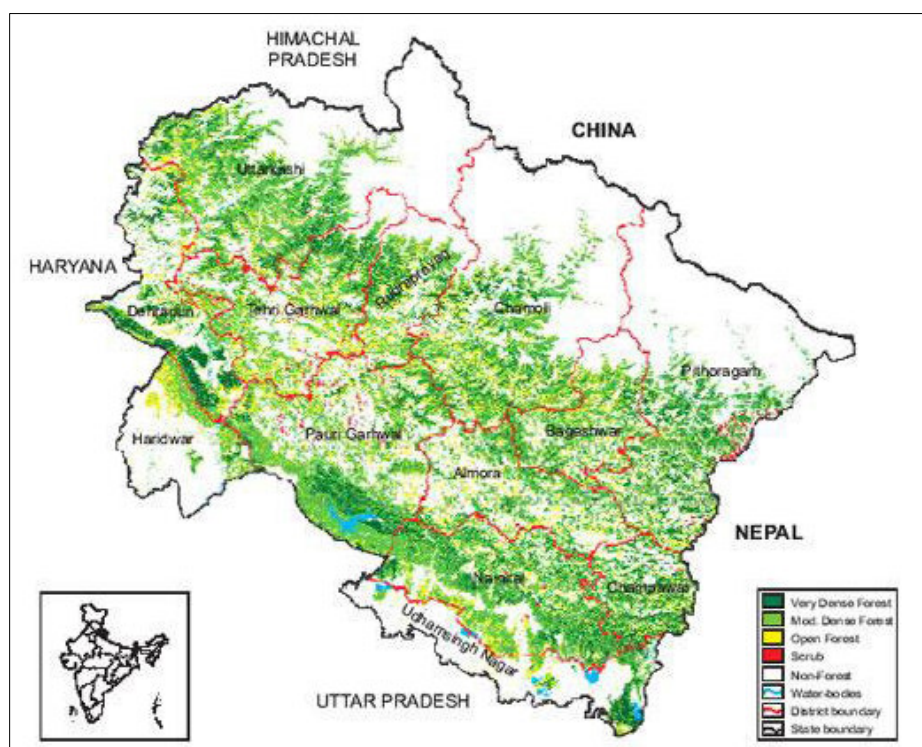 HIMACHAL
PRADESH
CHINA
Uttarkashi
HARYANA
Rudraprayag
Dehradun
Tehri Garhwal
Chamoli
Pithoragarh
Haridwar
Pauri Garhwal
Bageshwar
Almora
NEPAL
Nainital
Champawat
Udhamsingh Nagar
UTTAR PRADESH
Very Dense Forest
Mod. Dense Forest
Open Forest
Scrub
Non-Forest
Water-bodies
District boundary
State boundary